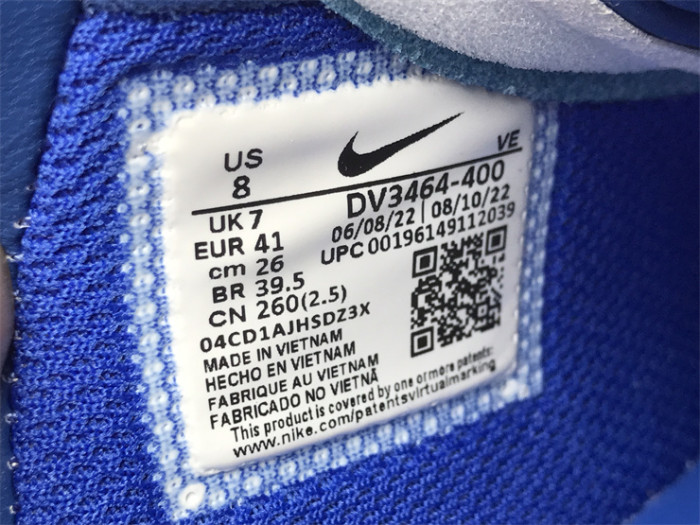 VE
US
8
DV3464-400
UK 7
06/08/22 | 08/10/22
EUR 41
UPC 00196149112039
cm 26
BR 39.5
CN 260(2.5)
04CD1AJHSDZ3X
MADE IN VIETNAM
HECHO EN VIETNAM
FABRIQUE AU VIETNAM
FABRICADO NO VIETNÃ
This product is covered by one or more patents.
www.nike.com/patentsvirtualmarking